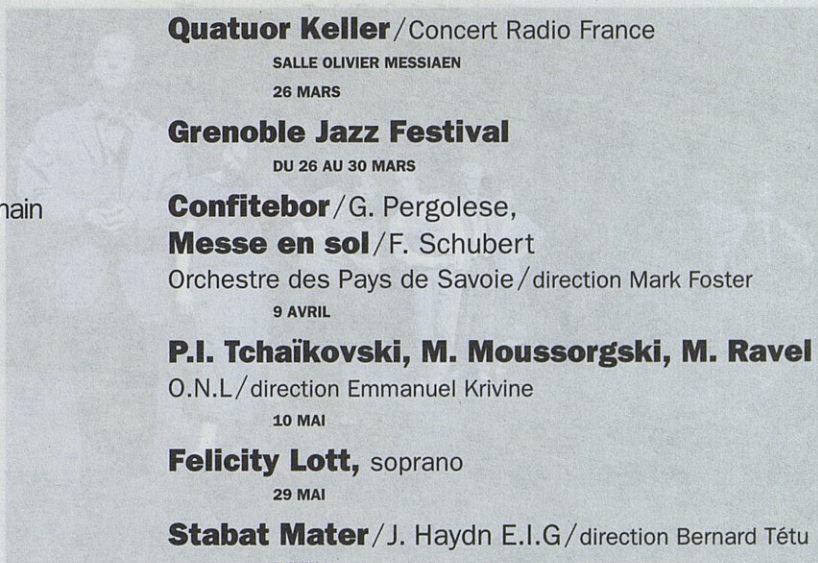 Quatuor Keller/Concert Radio France
SALLE OLIVIER MESSIAEN
26 MARS
Grenoble Jazz Festival
DU 26 AU 30 MARS
Confitebor/G. Pergolese,
Messe en sol/F. Schubert
Orchestre des Pays de Savoie/direction Mark Foster
9 AVRIL
P.I. Tchaïkovski, M. Moussorgski, M. Ravel
O.N.L/direction Emmanuel Krivine
10 MAI
Felicity Lott, soprano
29 MAI
Stabat Mater/J. Haydn E.I.G/direction Bernard Tétu